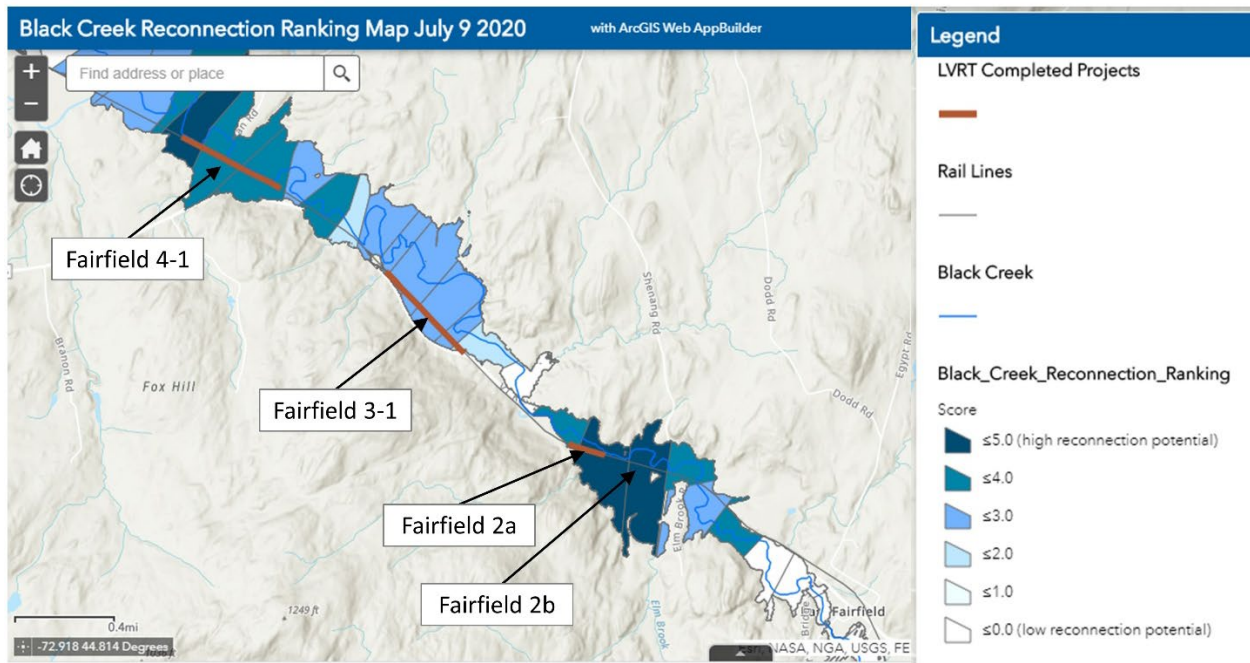 Black Creek Reconnection Ranking Map July 9 2020
with ArcGIS Web AppBuilder
Find address or place
Fairfield 4-1
Fairfield 3-1
Fairfield 2a
Fairfield 2b
Branon Rd
Fox Hill
Shenang Rd
Dodd Rd
Dodd Rd
Egypt Rd
Elm Brook R
Elm Brook
Fairfield
1249 ft
0.4mi
-72.918 44.814 Degrees
Esri, NASA, NGA, USGS, FE
Legend
LVRT Completed Projects
Rail Lines
Black Creek
Black_Creek_Reconnection_Ranking
Score
≤5.0 (high reconnection potential)
≤4.0
≤3.0
≤2.0
≤1.0
≤0.0 (low reconnection potential)